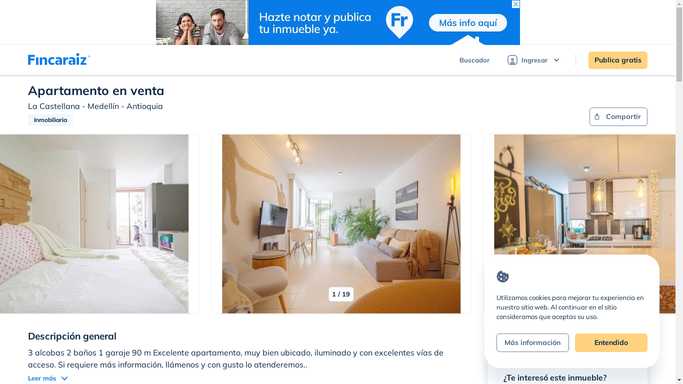 Hazte notar y publica
tu inmueble ya.
Fr
Más info aquí
Fincaraiz
Buscador
Ingresar
Publica gratis
Apartamento en venta
La Castellana - Medellín - Antioquia
Inmobiliaria
Compartir
1 / 19
Utilizamos cookies para mejorar tu experiencia en
nuestro sitio web. Al continuar en el sitio
consideramos que aceptas su uso.
Más información
Entendido
Descripción general
3 alcobas 2 baños 1 garaje 90 m Excelente apartamento, muy bien ubicado, iluminado y con excelentes vías de
acceso. Si requiere más información, llámenos y con gusto lo atenderemos..
Leer más
¿Te interesó este inmueble?